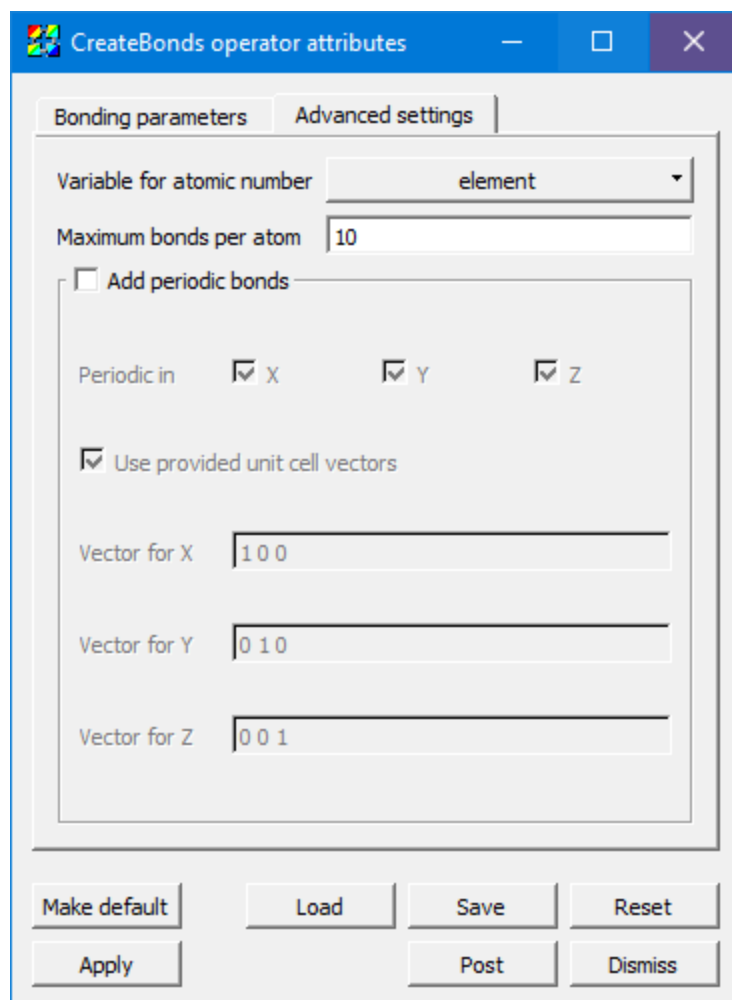 CreateBonds operator attributes
Bonding parameters Advanced settings
Variable for atomic number element
Maximum bonds per atom 10
Add periodic bonds
Periodic in X Y Z
Use provided unit cell vectors
Vector for X 1 0 0
Vector for Y 0 1 0
Vector for Z 0 0 1
Make default Load Save Reset
Apply Post Dismiss